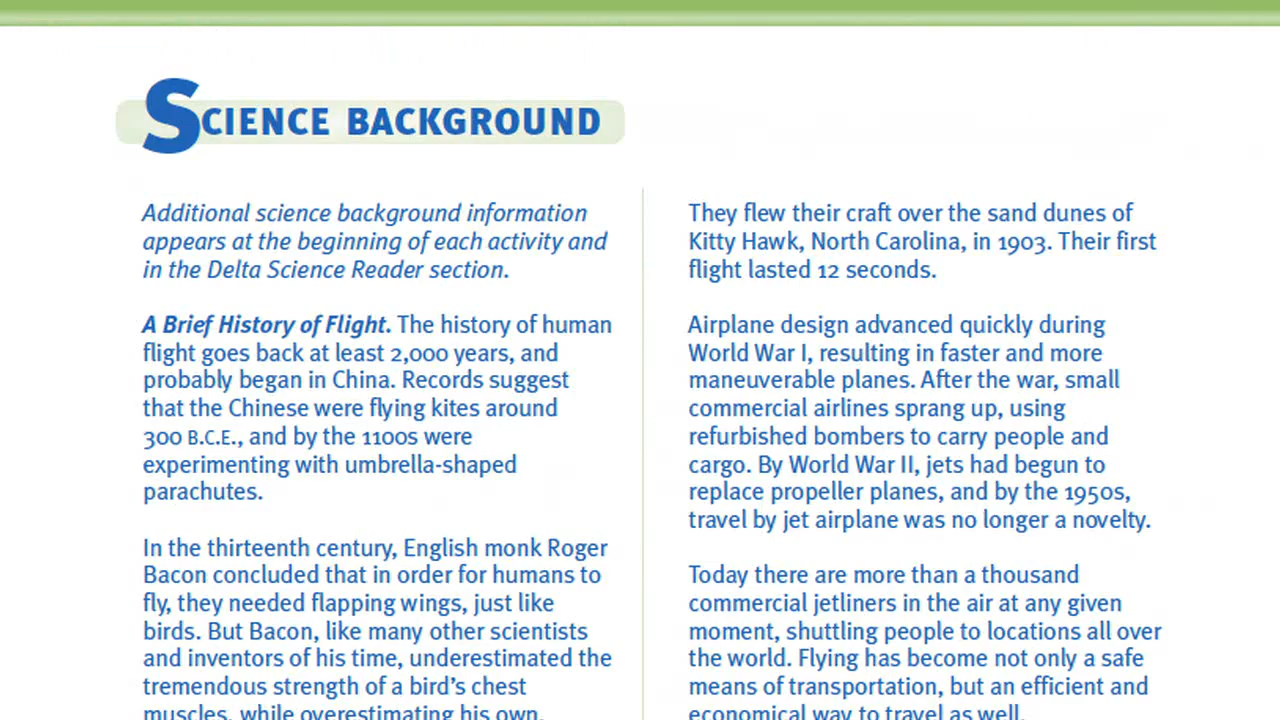 SCIENCE BACKGROUND
Additional science background information
appears at the beginning of each activity and
in the Delta Science Reader section.
A Brief History of Flight. The history of human
flight goes back at least 2,000 years, and
probably began in China. Records suggest
that the Chinese were flying kites around
300 B.C.E., and by the 1100s were
experimenting with umbrella-shaped
parachutes.
In the thirteenth century, English monk Roger
Bacon concluded that in order for humans to
fly, they needed flapping wings, just like
birds. But Bacon, like many other scientists
and inventors of his time, underestimated the
tremendous strength of a bird’s chest
muscles, while overestimating his own.
They flew their craft over the sand dunes of
Kitty Hawk, North Carolina, in 1903. Their first
flight lasted 12 seconds.
Airplane design advanced quickly during
World War I, resulting in faster and more
maneuverable planes. After the war, small
commercial airlines sprang up, using
refurbished bombers to carry people and
cargo. By World War II, jets had begun to
replace propeller planes, and by the 1950s,
travel by jet airplane was no longer a novelty.
Today there are more than a thousand
commercial jetliners in the air at any given
moment, shuttling people to locations all over
the world. Flying has become not only a safe
means of transportation, but an efficient and
economical way to travel as well.